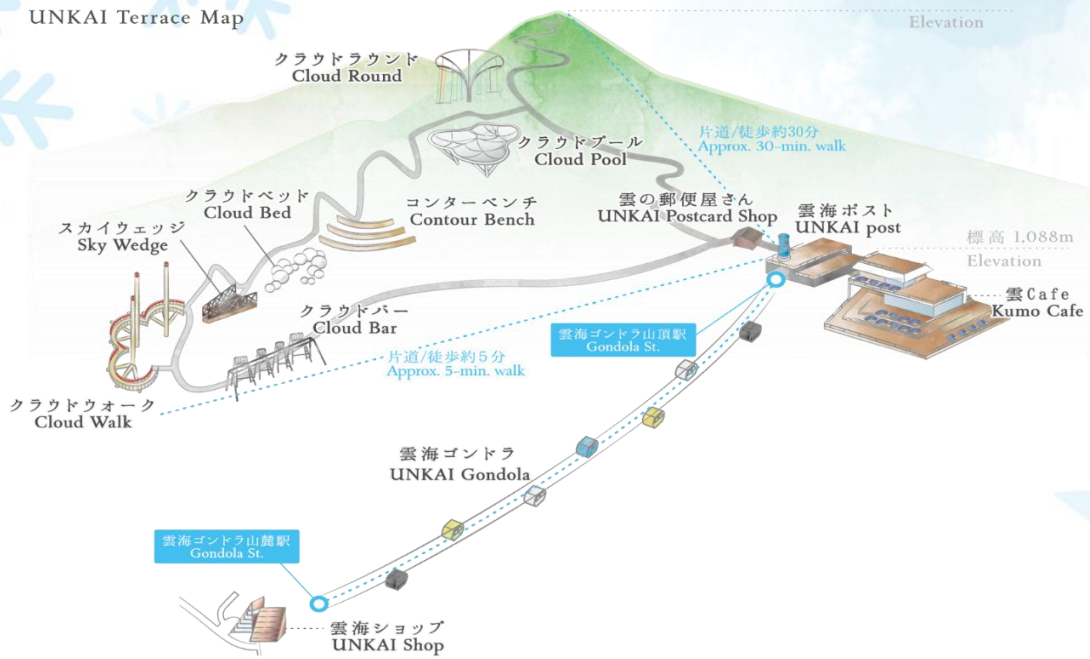 UNKAI Terrace Map
Elevation
クラウドラウンド
Cloud Round
片道/徒歩約30分
Approx. 30-min. walk
クラウドプール
Cloud Pool
クラウドベッド
Cloud Bed
コンターベンチ
Contour Bench
雲の郵便屋さん
UNKAI Postcard Shop
雲海ポスト
UNKAI post
スカイウェッジ
Sky Wedge
標高 1,088m
Elevation
雲Cafe
Kumo Cafe
クラウドバー
Cloud Bar
雲海ゴンドラ山頂駅
Gondola St.
片道/徒歩約5分
Approx. 5-min. walk
クラウドウォーク
Cloud Walk
雲海ゴンドラ
UNKAI Gondola
雲海ゴンドラ山麓駅
Gondola St.
雲海ショップ
UNKAI Shop